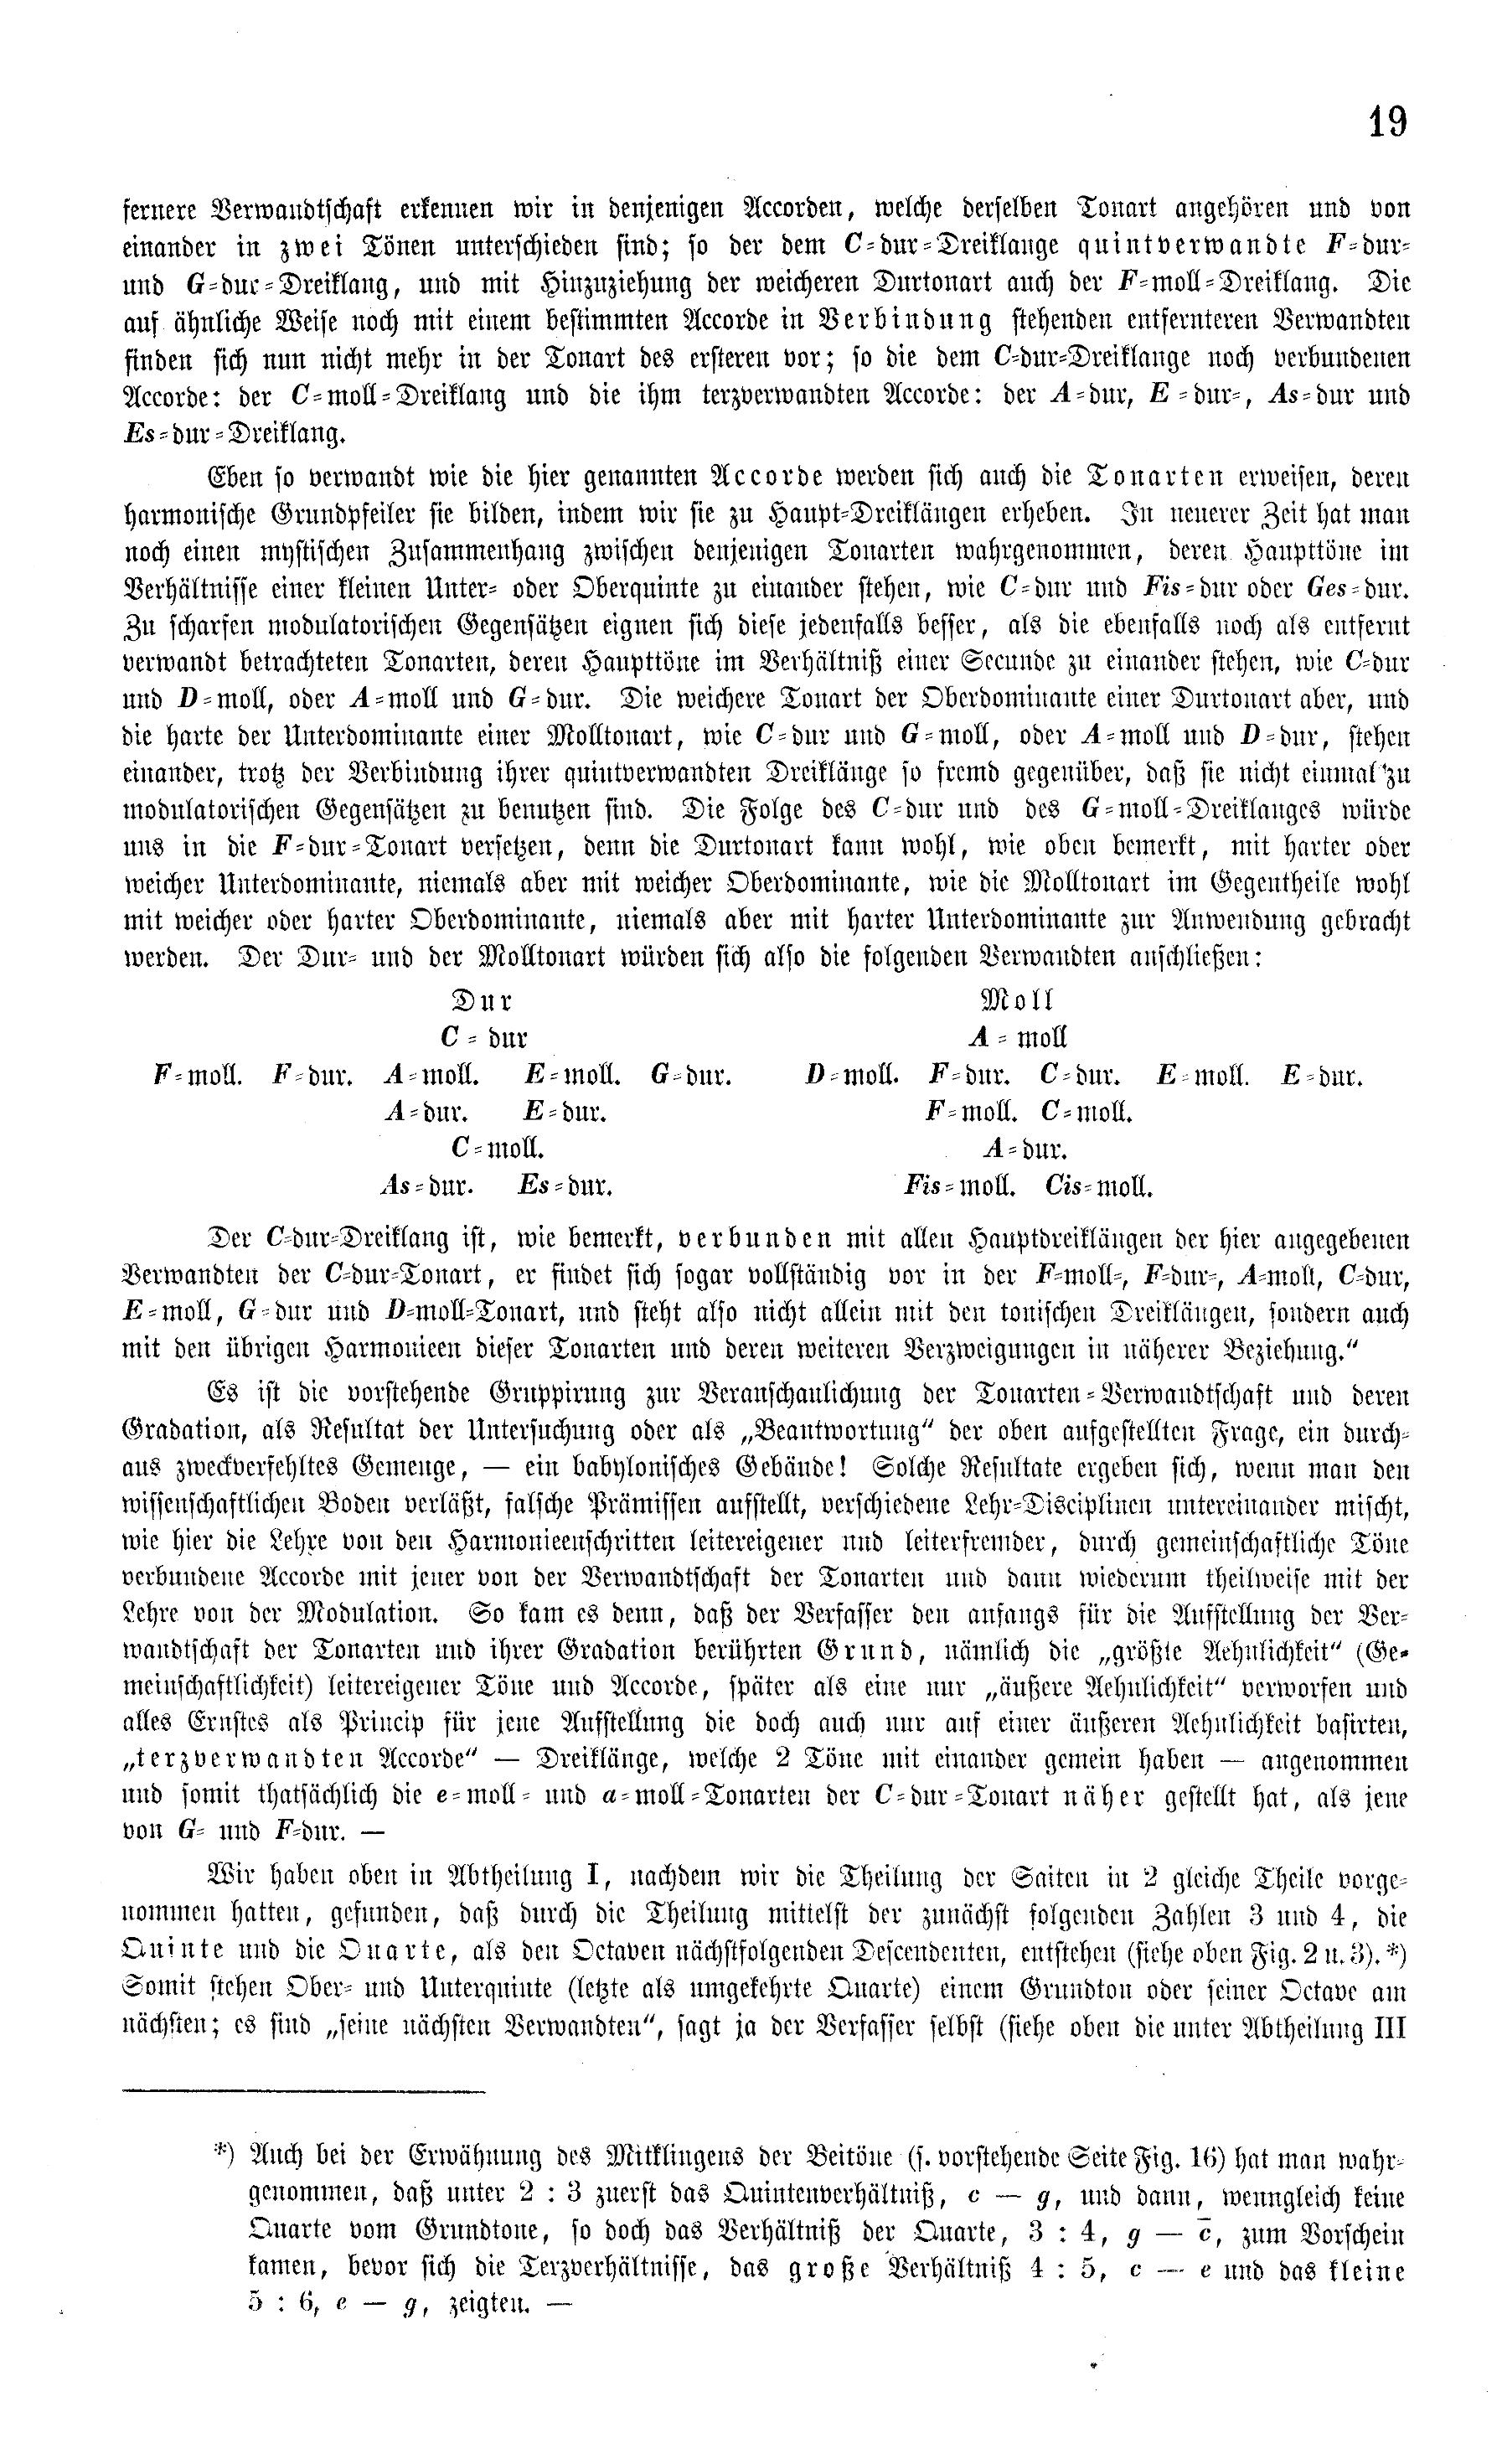 19
fernere Verwandtschaft erkennen wir in denjenigen Accorden, welche derselben Tonart angehören und von
einander in zwei Tönen unterschieden sind; so der dem C=dur=Dreiklange quintverwandte F=dur=
und G=dur=Dreiklang, und mit Hinzuziehung der weicheren Durtonart auch der F=moll=Dreiklang. Die
auf ähnliche Weise noch mit einem bestimmten Accorde in Verbindung stehenden entfernteren Verwandten
finden sich nun nicht mehr in der Tonart des ersteren vor; so die dem C=dur=Dreiklange noch verbundenen
Accorde: der C=moll=Dreiklang und die ihm terzverwandten Accorde: der A=dur, E=dur=, As=dur und
Es=dur=Dreiklang.
Eben so verwandt wie die hier genannten Accorde werden sich auch die Tonarten erweisen, deren
harmonische Grundpfeiler sie bilden, indem wir sie zu Haupt=Dreiklängen erheben. In neuerer Zeit hat man
noch einen mystischen Zusammenhang zwischen denjenigen Tonarten wahrgenommen, deren Haupttöne im
Verhältnisse einer kleinen Unter= oder Oberquinte zu einander stehen, wie C=dur und Fis=dur oder Ges=dur.
Zu scharfen modulatorischen Gegensätzen eignen sich diese jedenfalls besser, als die ebenfalls noch als entfernt
verwandt betrachteten Tonarten, deren Haupttöne im Verhältniß einer Secunde zu einander stehen, wie C=dur
und D=moll, oder A=moll und G=dur. Die weichere Tonart der Oberdominante einer Durtonart aber, und
die harte der Unterdominante einer Molltonart, wie C=dur und G=moll, oder A=moll und D=dur, stehen
einander, trotz der Verbindung ihrer quintverwandten Dreiklänge so fremd gegenüber, daß sie nicht einmal zu
modulatorischen Gegensätzen zu benutzen sind. Die Folge des C=dur und des G=moll=Dreiklanges würde
uns in die F=dur=Tonart versetzen, denn die Durtonart kann wohl, wie oben bemerkt, mit harter oder
weicher Unterdominante, niemals aber mit weicher Oberdominante, wie die Molltonart im Gegentheile wohl
mit weicher oder harter Oberdominante, niemals aber mit harter Unterdominante zur Anwendung gebracht
werden. Der Dur= und der Molltonart würden sich also die folgenden Verwandten anschließen:
Dur Moll
C=dur A=moll
F=moll. F=dur. A=moll. E=moll. G=dur. D=moll. F=dur. C=dur. E=moll. E=dur.
A=dur. E=dur. F=moll. C=moll.
C=moll. A=dur.
As=dur. Es=dur. Fis=moll. Cis=moll.
Der C=dur=Dreiklang ist, wie bemerkt, verbunden mit allen Hauptdreiklängen der hier angegebenen
Verwandten der C=dur=Tonart, er findet sich sogar vollständig vor in der F=moll=, F=dur=, A=moll, C=dur,
E=moll, G=dur und D=moll=Tonart, und steht also nicht allein mit den tonischen Dreiklängen, sondern auch
mit den übrigen Harmonieen dieser Tonarten und deren weiteren Verzweigungen in näherer Beziehung.“
Es ist die vorstehende Gruppirung zur Veranschaulichung der Tonarten=Verwandtschaft und deren
Gradation, als Resultat der Untersuchung oder als „Beantwortung“ der oben aufgestellten Frage, ein durch=
aus zweckverfehltes Gemenge, — ein babylonisches Gebäude! Solche Resultate ergeben sich, wenn man den
wissenschaftlichen Boden verläßt, falsche Prämissen aufstellt, verschiedene Lehr=Disciplinen untereinander mischt,
wie hier die Lehre von den Harmonieenschritten leitereigener und leiterfremder, durch gemeinschaftliche Töne
verbundene Accorde mit jener von der Verwandtschaft der Tonarten und dann wiederum theilweise mit der
Lehre von der Modulation. So kam es denn, daß der Verfasser den anfangs für die Aufstellung der Ver=
wandtschaft der Tonarten und ihrer Gradation berührten Grund, nämlich die „größte Aehnlichkeit“ (Ge=
meinschaftlichkeit) leitereigener Töne und Accorde, später als eine nur „äußere Aehnlichkeit“ verworfen und
alles Ernstes als Princip für jene Aufstellung die doch auch nur auf einer äußeren Aehnlichkeit basirten,
„terzverwandten Accorde“ — Dreiklänge, welche 2 Töne mit einander gemein haben — angenommen
und somit thatsächlich die e=moll= und a=moll=Tonarten der C=dur=Tonart näher gestellt hat, als jene
von G= und F=dur. —
Wir haben oben in Abtheilung I, nachdem wir die Theilung der Saiten in 2 gleiche Theile vorge=
nommen hatten, gefunden, daß durch die Theilung mittelst der zunächst folgenden Zahlen 3 und 4, die
Quinte und die Quarte, als den Octaven nächstfolgenden Descendenten, entstehen (siehe oben Fig. 2 u. 3).*)
Somit stehen Ober= und Unterquinte (letzte als umgekehrte Quarte) einem Grundton oder seiner Octave am
nächsten; es sind „seine nächsten Verwandten“, sagt ja der Verfasser selbst (siehe oben die unter Abtheilung III
*) Auch bei der Erwähnung des Mitklingens der Beitöne (s. vorstehende Seite Fig. 16) hat man wahr=
genommen, daß unter 2 : 3 zuerst das Quintenverhältniß, c — g, und dann, wenngleich keine
Quarte vom Grundtone, so doch das Verhältniß der Quarte, 3 : 4, g — c̅, zum Vorschein
kamen, bevor sich die Terzverhältnisse, das große Verhältniß 4 : 5, c — e und das kleine
5 : 6, e — g, zeigten. —